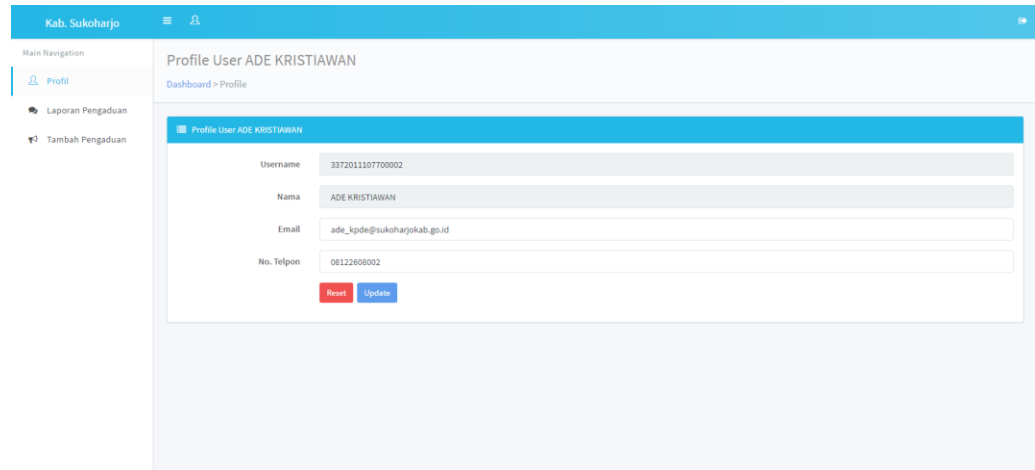 Kab. Sukoharjo
Main Navigation
Profil
Laporan Pengaduan
Tambah Pengaduan
Profile User ADE KRISTIAWAN
Dashboard > Profile
Profile User ADE KRISTIAWAN
Username 3372011107700002
Nama ADE KRISTIAWAN
Email ade_kpde@sukoharjokab.go.id
No. Telpon 08122608002
Reset Update